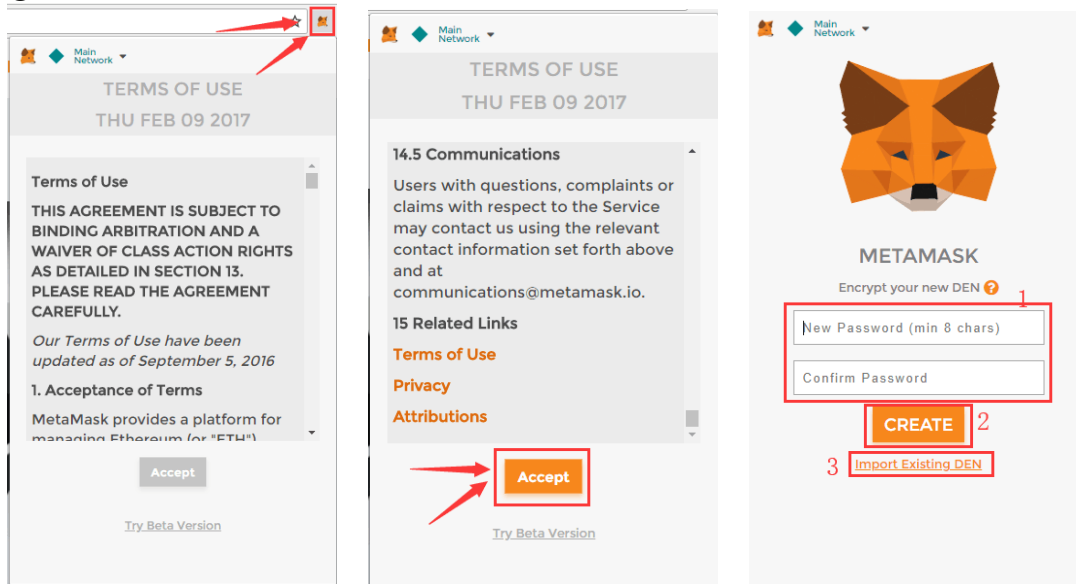 Main
Network
TERMS OF USE
THU FEB 09 2017
Terms of Use
THIS AGREEMENT IS SUBJECT TO
BINDING ARBITRATION AND A
WAIVER OF CLASS ACTION RIGHTS
AS DETAILED IN SECTION 13.
PLEASE READ THE AGREEMENT
CAREFULLY.
Our Terms of Use have been
updated as of September 5, 2016
1. Acceptance of Terms
MetaMask provides a platform for
managing Ethereum (or "ETH")
Accept
Try Beta Version
Main
Network
TERMS OF USE
THU FEB 09 2017
14.5 Communications
Users with questions, complaints or
claims with respect to the Service
may contact us using the relevant
contact information set forth above
and at
communications@metamask.io.
15 Related Links
Terms of Use
Privacy
Attributions
Accept
Try Beta Version
Main
Network
METAMASK
Encrypt your new DEN ?
1
New Password (min 8 chars)
Confirm Password
CREATE 2
3 Import Existing DEN